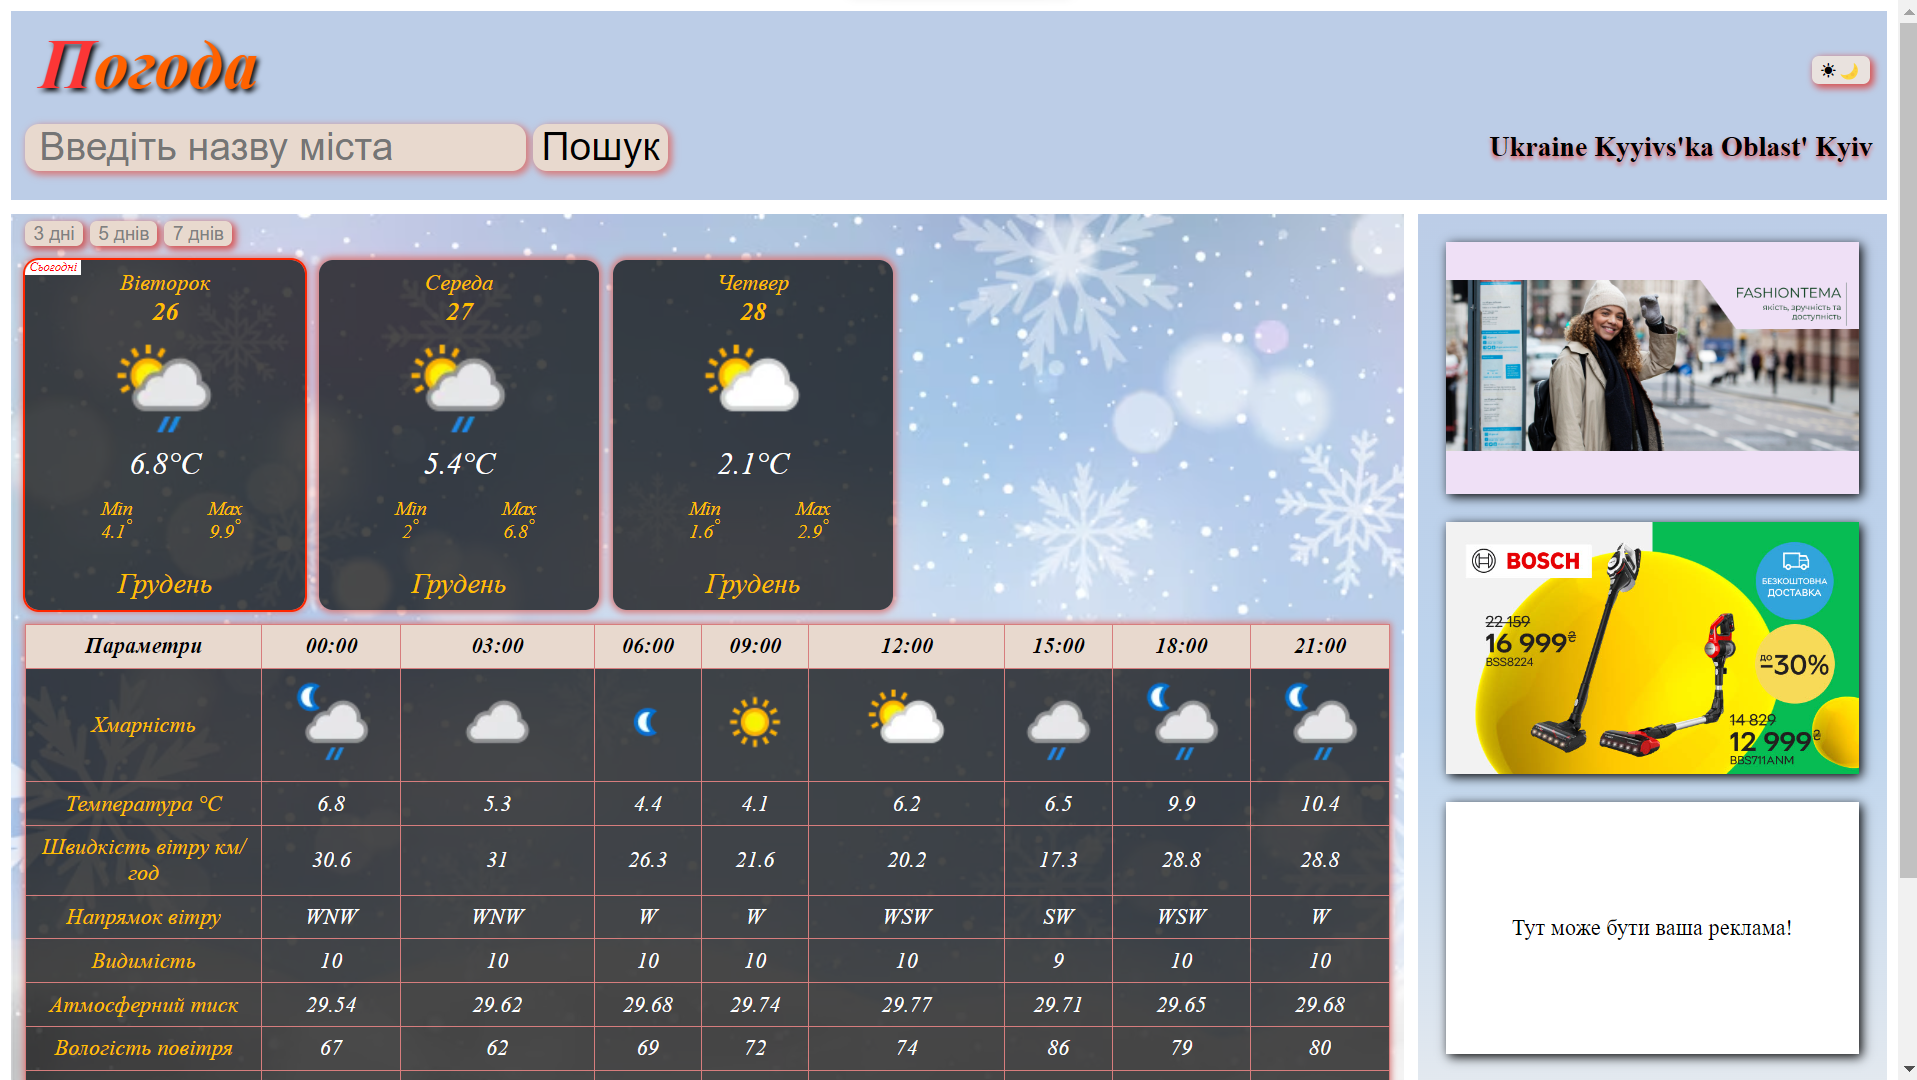 Погода
Введіть назву міста
Пошук
Ukraine Kyyivs'ka Oblast' Kyiv
3 дні 5 днів 7 днів
Сьогодні
Вівторок
26
6.8°C
Min Max
4.1° 9.9°
Грудень
Середа
27
5.4°C
Min Max
2° 6.8°
Грудень
Четвер
28
2.1°C
Min Max
1.6° 2.9°
Грудень
Параметри 00:00 03:00 06:00 09:00 12:00 15:00 18:00 21:00
Хмарність
Температура °C 6.8 5.3 4.4 4.1 6.2 6.5 9.9 10.4
Швидкість вітру км/
год 30.6 31 26.3 21.6 20.2 17.3 28.8 28.8
Напрямок вітру WNW WNW W W WSW SW WSW W
Видимість 10 10 10 10 10 9 10 10
Атмосферний тиск 29.54 29.62 29.68 29.74 29.77 29.71 29.65 29.68
Вологість повітря 67 62 69 72 74 86 79 80
FASHIONTEMA
якість, зручність та
доступність
BOSCH
БЕЗКОШТОВНА
ДОСТАВКА
22 159
16 999₴
BSS8224
до
-30%
14 829
12 999₴
BBS711ANM
Тут може бути ваша реклама!